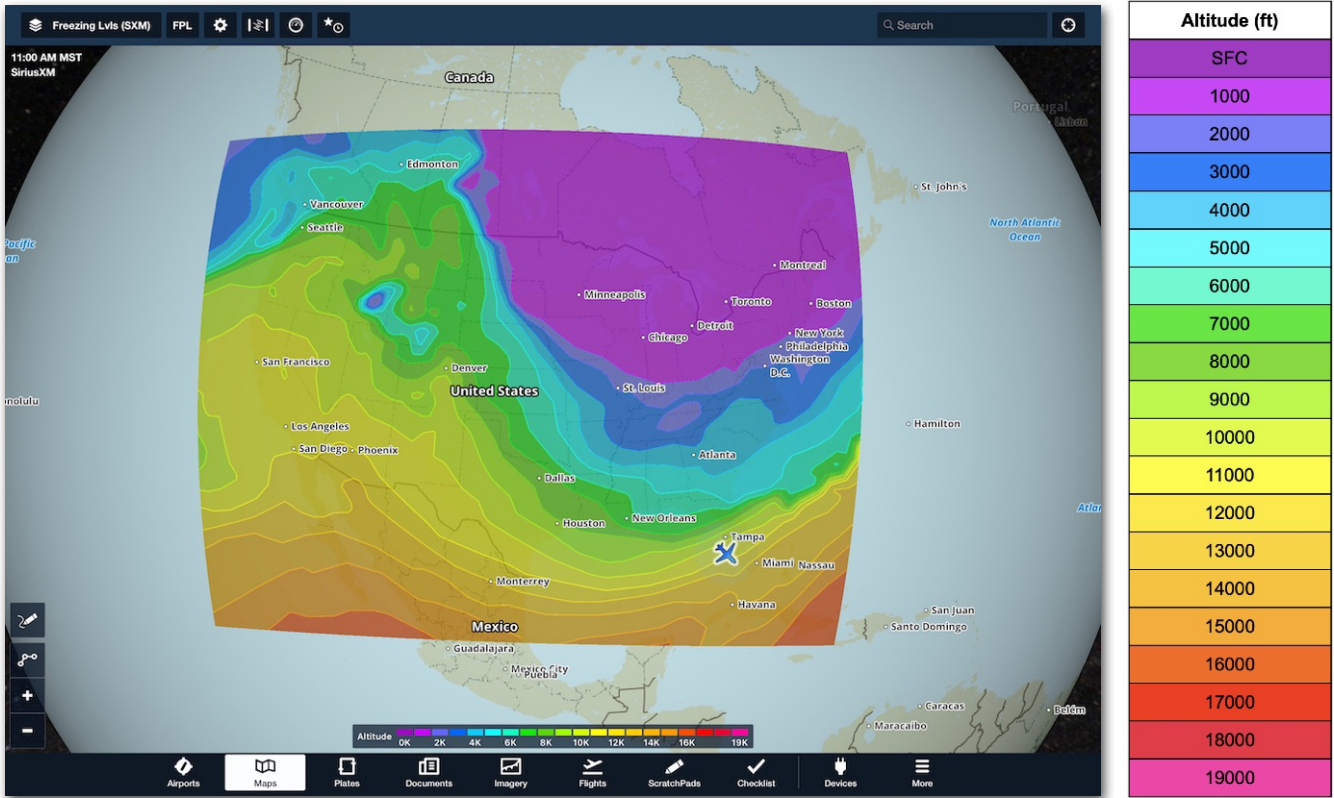 Freezing Lvls (SXM)
FPL
Search
11:00 AM MST
SiriusXM
Canada
Portugal
Lisbon
Edmonton
St. John's
Vancouver
North Atlantic
Ocean
Seattle
Pacific
an
Montreal
Minneapolis
Toronto
Boston
Detroit
New York
Chicago
Philadelphia
Washington
D.C.
San Francisco
Denver
United States
St. Louis
onolulu
Los Angeles
Hamilton
San Diego
Phoenix
Atlanta
Dallas
Atlan
Houston
New Orleans
Tampa
Miami
Nassau
Monterrey
Havana
San Juan
Mexico
Santo Domingo
Guadalajara
Mexico City
Puebla
Caracas
Belém
Maracaibo
Altitude
0K 2K 4K 6K 8K 10K 12K 14K 16K 19K
Airports
Maps
Plates
Documents
Imagery
Flights
ScratchPads
Checklist
Devices
More
Altitude (ft)
SFC
1000
2000
3000
4000
5000
6000
7000
8000
9000
10000
11000
12000
13000
14000
15000
16000
17000
18000
19000